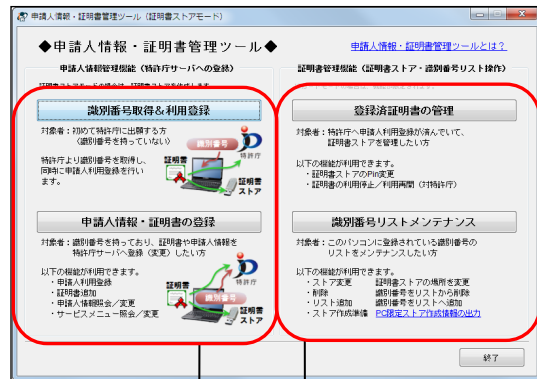 申請人情報・証明書管理ツール（証明書ストアモード）
◆申請人情報・証明書管理ツール◆
申請人情報・証明書管理ツールとは？
申請人情報管理機能（特許庁サーバへの登録）
証明書管理機能（証明書ストア・識別番号リスト操作）
識別番号取得＆利用登録
対象者：初めて特許庁に出願する方
（識別番号を持っていない）
特許庁より識別番号を取得し、
同時に申請人利用登録を行い
ます。
識別番号
特許庁
証明書
証明書
ストア
登録済証明書の管理
対象者：特許庁へ申請人利用登録が済んでいて、
証明書ストアを管理したい方
以下の機能が利用できます。
・証明書ストアのPin変更
・証明書の利用停止／利用再開（対特許庁）
申請人情報・証明書の登録
対象者：識別番号を持っており、証明書や申請人情報を
特許庁サーバへ登録（変更）したい方
以下の機能が利用できます。
・申請人利用登録
・証明書追加
・申請人情報照会／変更
・サービスメニュー照会／変更
証明書
特許庁
識別番号
証明書
ストア
識別番号リストメンテナンス
対象者：このパソコンに登録されている識別番号の
リストをメンテナンスしたい方
以下の機能が利用できます。
・ストア変更 証明書ストアの場所を変更
・削除 識別番号をリストから削除
・リスト追加 識別番号をリストへ追加
・ストア作成準備 PC限定ストア作成情報の出力
終了